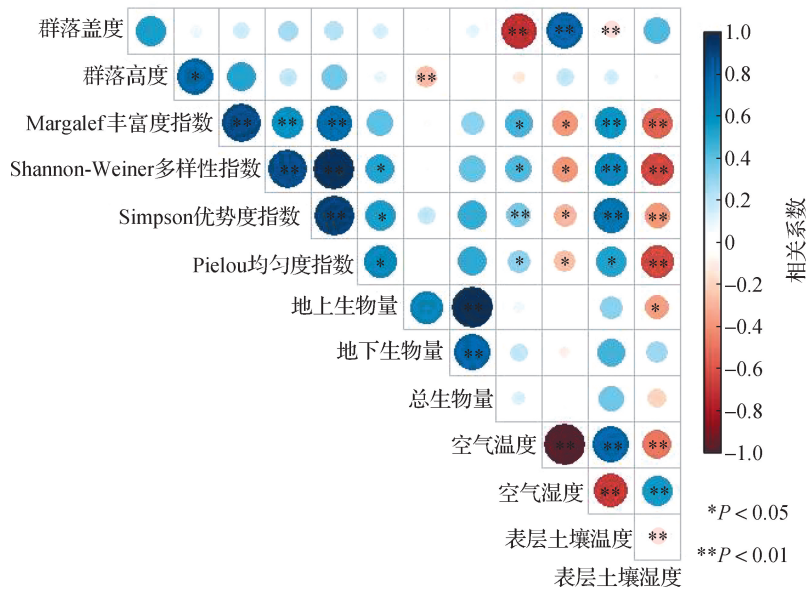 群落盖度
** ** **
群落高度
* **
Margalef丰富度指数
** ** ** * * ** **
Shannon-Weiner多样性指数
** ** * * * ** **
Simpson优势度指数
** * ** * ** **
Pielou均匀度指数
* * * * **
地上生物量
** *
地下生物量
**
总生物量
空气温度
** ** **
空气湿度
** **
表层土壤温度
**
表层土壤湿度
1.0
0.8
0.6
0.4
0.2
0
−0.2
−0.4
−0.6
−0.8
−1.0
相关系数
*P < 0.05
**P < 0.01